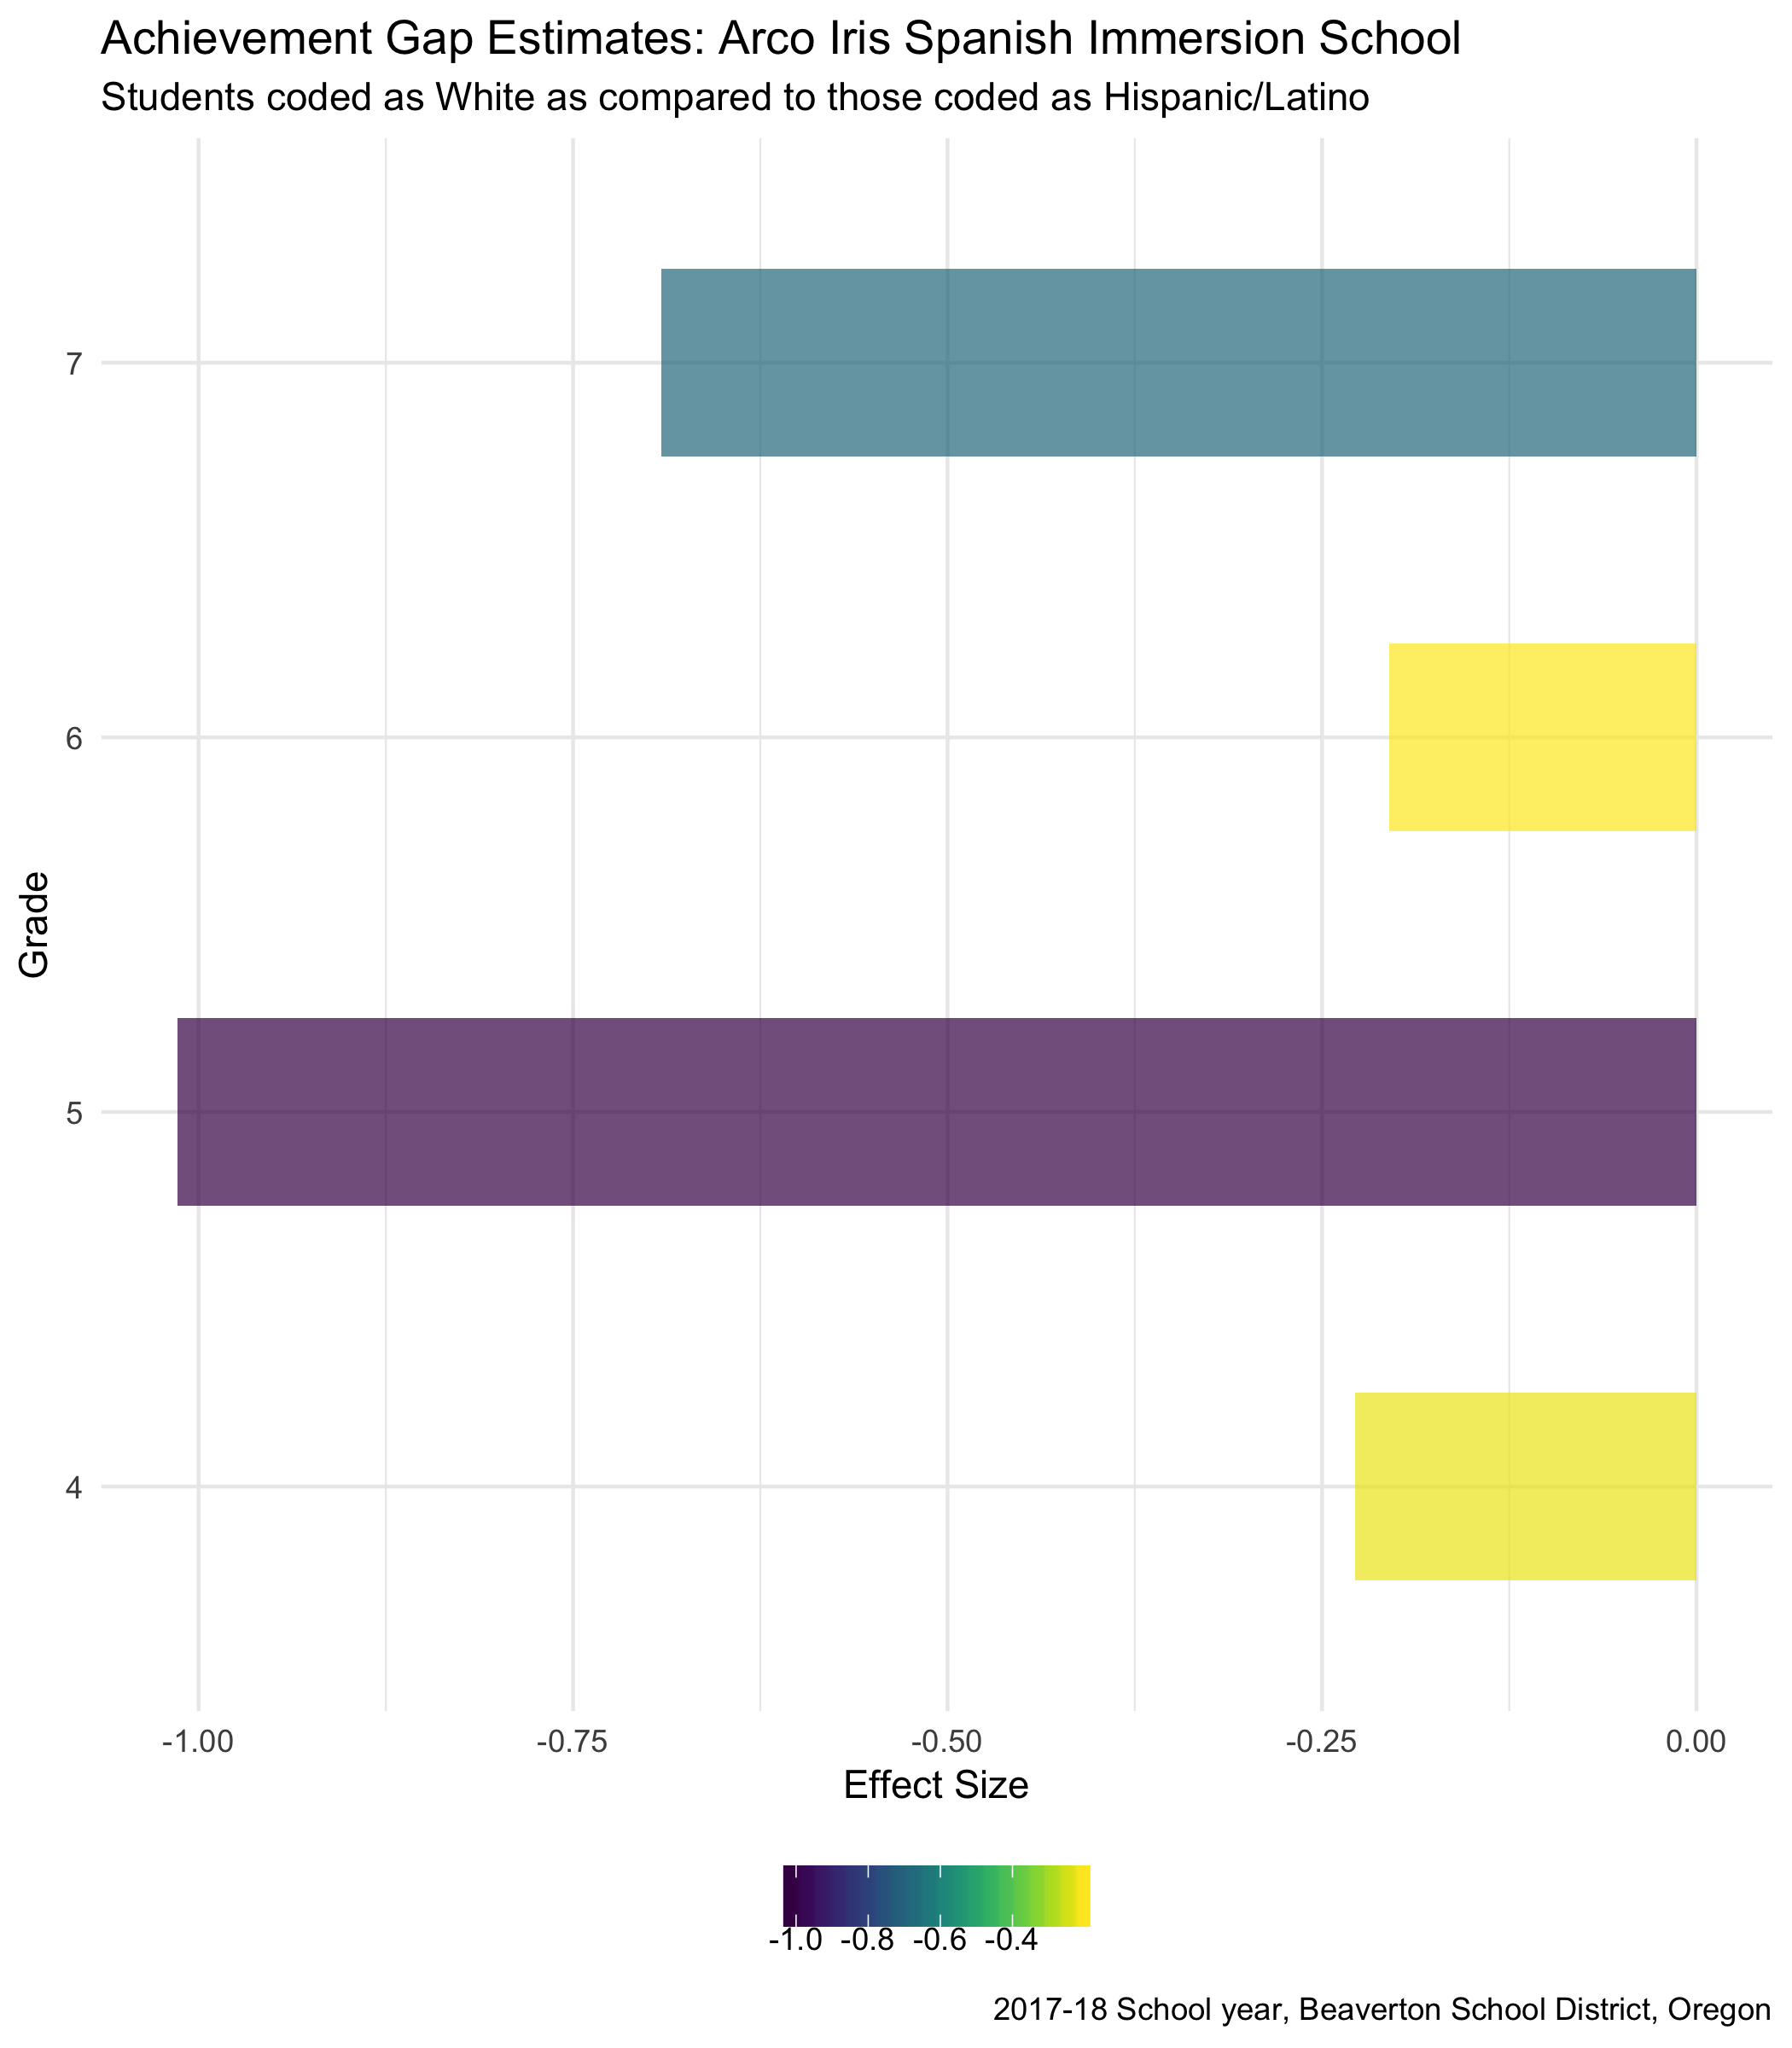 Achievement Gap Estimates: Arco Iris Spanish Immersion School
Students coded as White as compared to those coded as Hispanic/Latino
7
6
5
4
Grade
-1.00 -0.75 -0.50 -0.25 0.00
Effect Size
-1.0 -0.8 -0.6 -0.4
2017-18 School year, Beaverton School District, Oregon